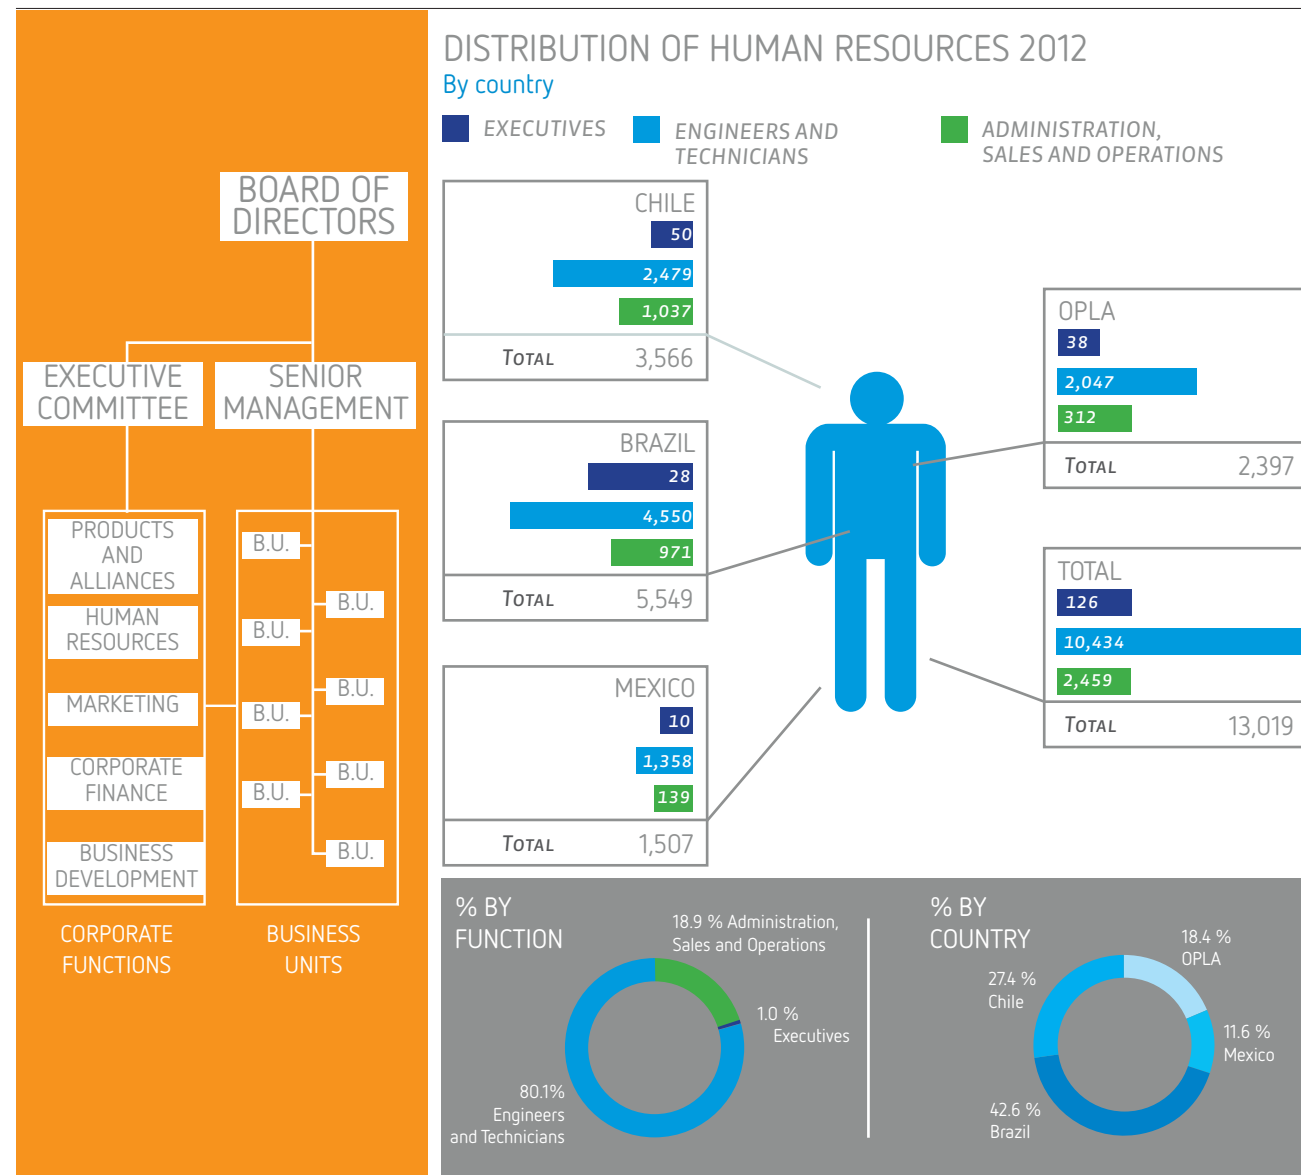 BOARD OF
DIRECTORS
EXECUTIVE
COMMITTEE
SENIOR
MANAGEMENT
PRODUCTS
AND
ALLIANCES
HUMAN
RESOURCES
MARKETING
CORPORATE
FINANCE
BUSINESS
DEVELOPMENT
B.U.
B.U.
B.U.
B.U.
B.U.
B.U.
B.U.
B.U.
CORPORATE
FUNCTIONS
BUSINESS
UNITS
DISTRIBUTION OF HUMAN RESOURCES 2012
By country
EXECUTIVES
ENGINEERS AND
TECHNICIANS
ADMINISTRATION,
SALES AND OPERATIONS
CHILE
50
2,479
1,037
TOTAL 3,566
BRAZIL
28
4,550
971
TOTAL 5,549
MEXICO
10
1,358
139
TOTAL 1,507
OPLA
38
2,047
312
TOTAL 2,397
TOTAL
126
10,434
2,459
TOTAL 13,019
% BY
FUNCTION
18.9 % Administration,
Sales and Operations
1.0 %
Executives
80.1%
Engineers
and Technicians
% BY
COUNTRY
18.4 %
OPLA
27.4 %
Chile
11.6 %
Mexico
42.6 %
Brazil